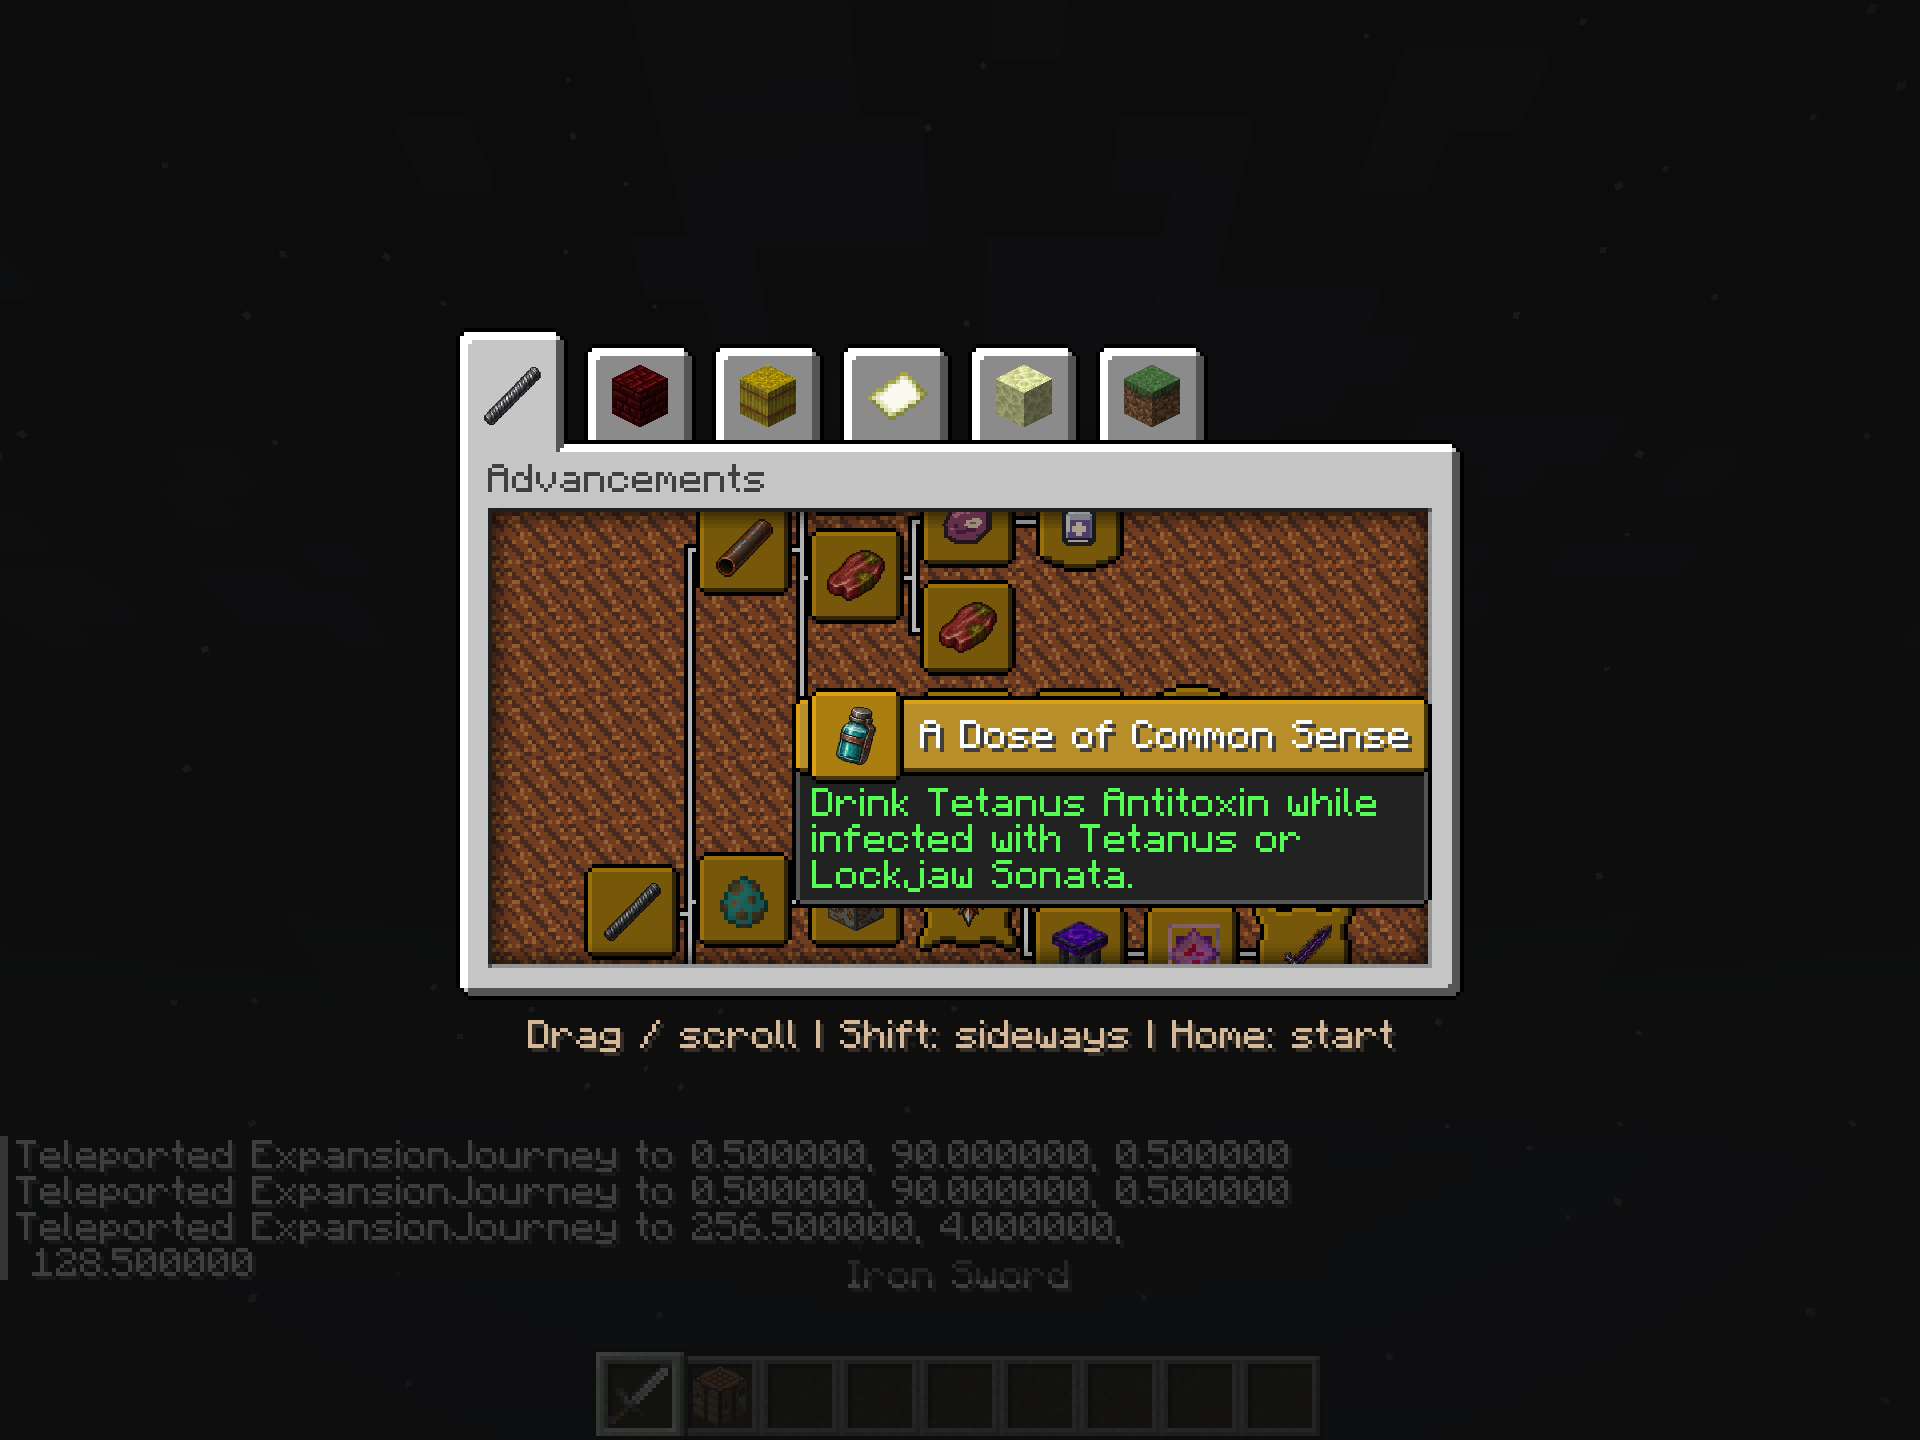 Advancements
A Dose of Common Sense
Drink Tetanus Antitoxin while
infected with Tetanus or
Lockjaw Sonata.
Drag / scroll | Shift: sideways | Home: start
Teleported ExpansionJourney to 0.500000, 90.000000, 0.500000
Teleported ExpansionJourney to 0.500000, 90.000000, 0.500000
Teleported ExpansionJourney to 256.500000, 4.000000,
128.500000
Iron Sword